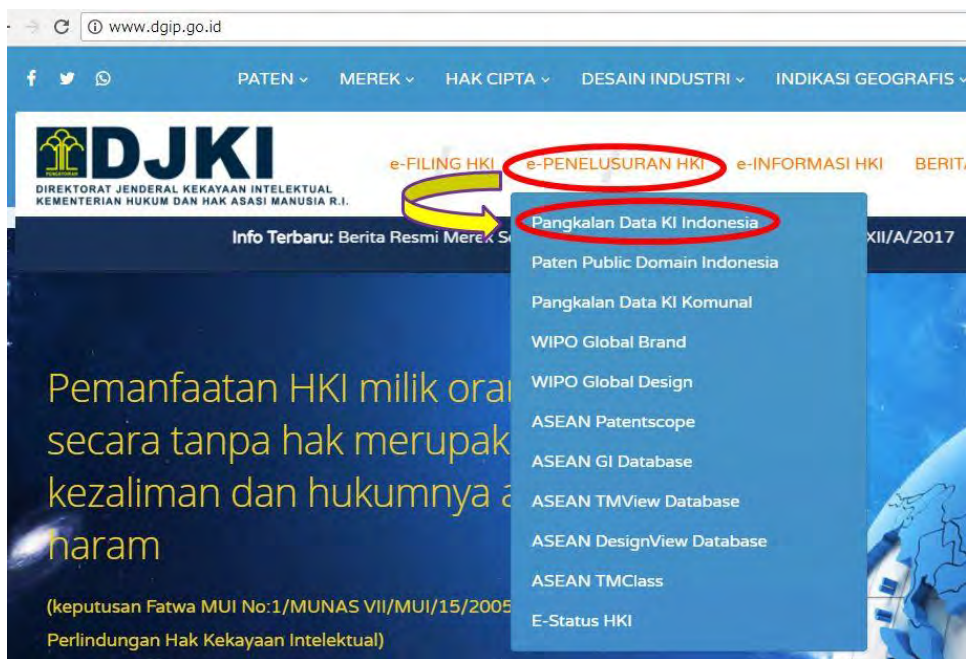 www.dgip.go.id
PATEN MEREK HAK CIPTA DESAIN INDUSTRI INDIKASI GEOGRAFIS
DJKI
DIREKTORAT JENDERAL KEKAYAAN INTELEKTUAL
KEMENTERIAN HUKUM DAN HAK ASASI MANUSIA R.I.
e-FILING HKI e-PENELUSURAN HKI e-INFORMASI HKI BERITA
Info Terbaru: Berita Resmi Merek XII/A/2017
Pangkalan Data KI Indonesia
Paten Public Domain Indonesia
Pangkalan Data KI Komunal
WIPO Global Brand
WIPO Global Design
ASEAN Patentscope
ASEAN GI Database
ASEAN TMView Database
ASEAN DesignView Database
ASEAN TMClass
E-Status HKI
Pemanfaatan HKI milik
secara tanpa hak
kezaliman dan hukumnya
haram
(keputusan Fatwa MUI No:1/MUNAS VII/MUI/15/2005
Perlindungan Hak Kekayaan Intelektual)